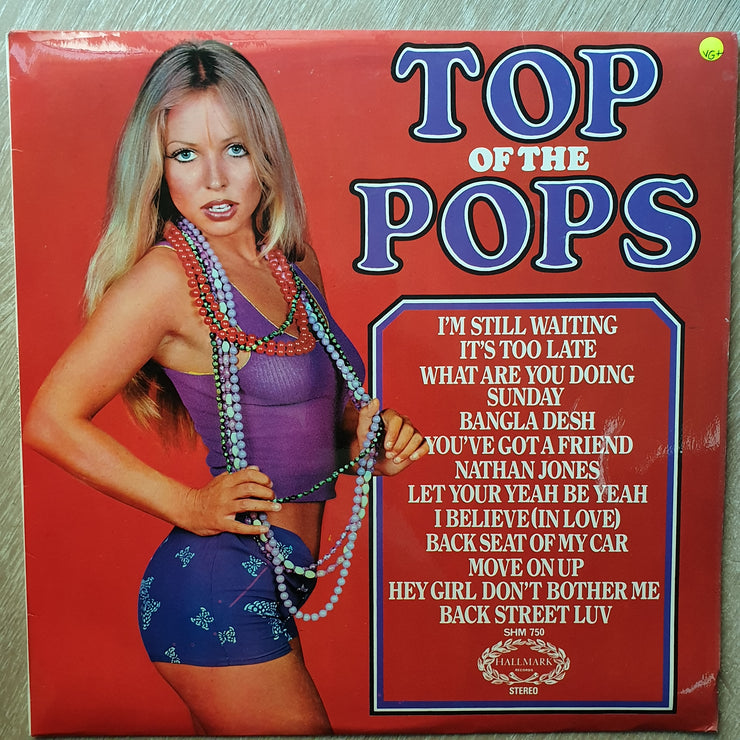 VG+
TOP
OF THE
POPS
I'M STILL WAITING
IT'S TOO LATE
WHAT ARE YOU DOING
SUNDAY
BANGLA DESH
YOU'VE GOT A FRIEND
NATHAN JONES
LET YOUR YEAH BE YEAH
I BELIEVE (IN LOVE)
BACK SEAT OF MY CAR
MOVE ON UP
HEY GIRL DON'T BOTHER ME
BACK STREET LUV
SHM 750
HALLMARK
RECORDS
STEREO